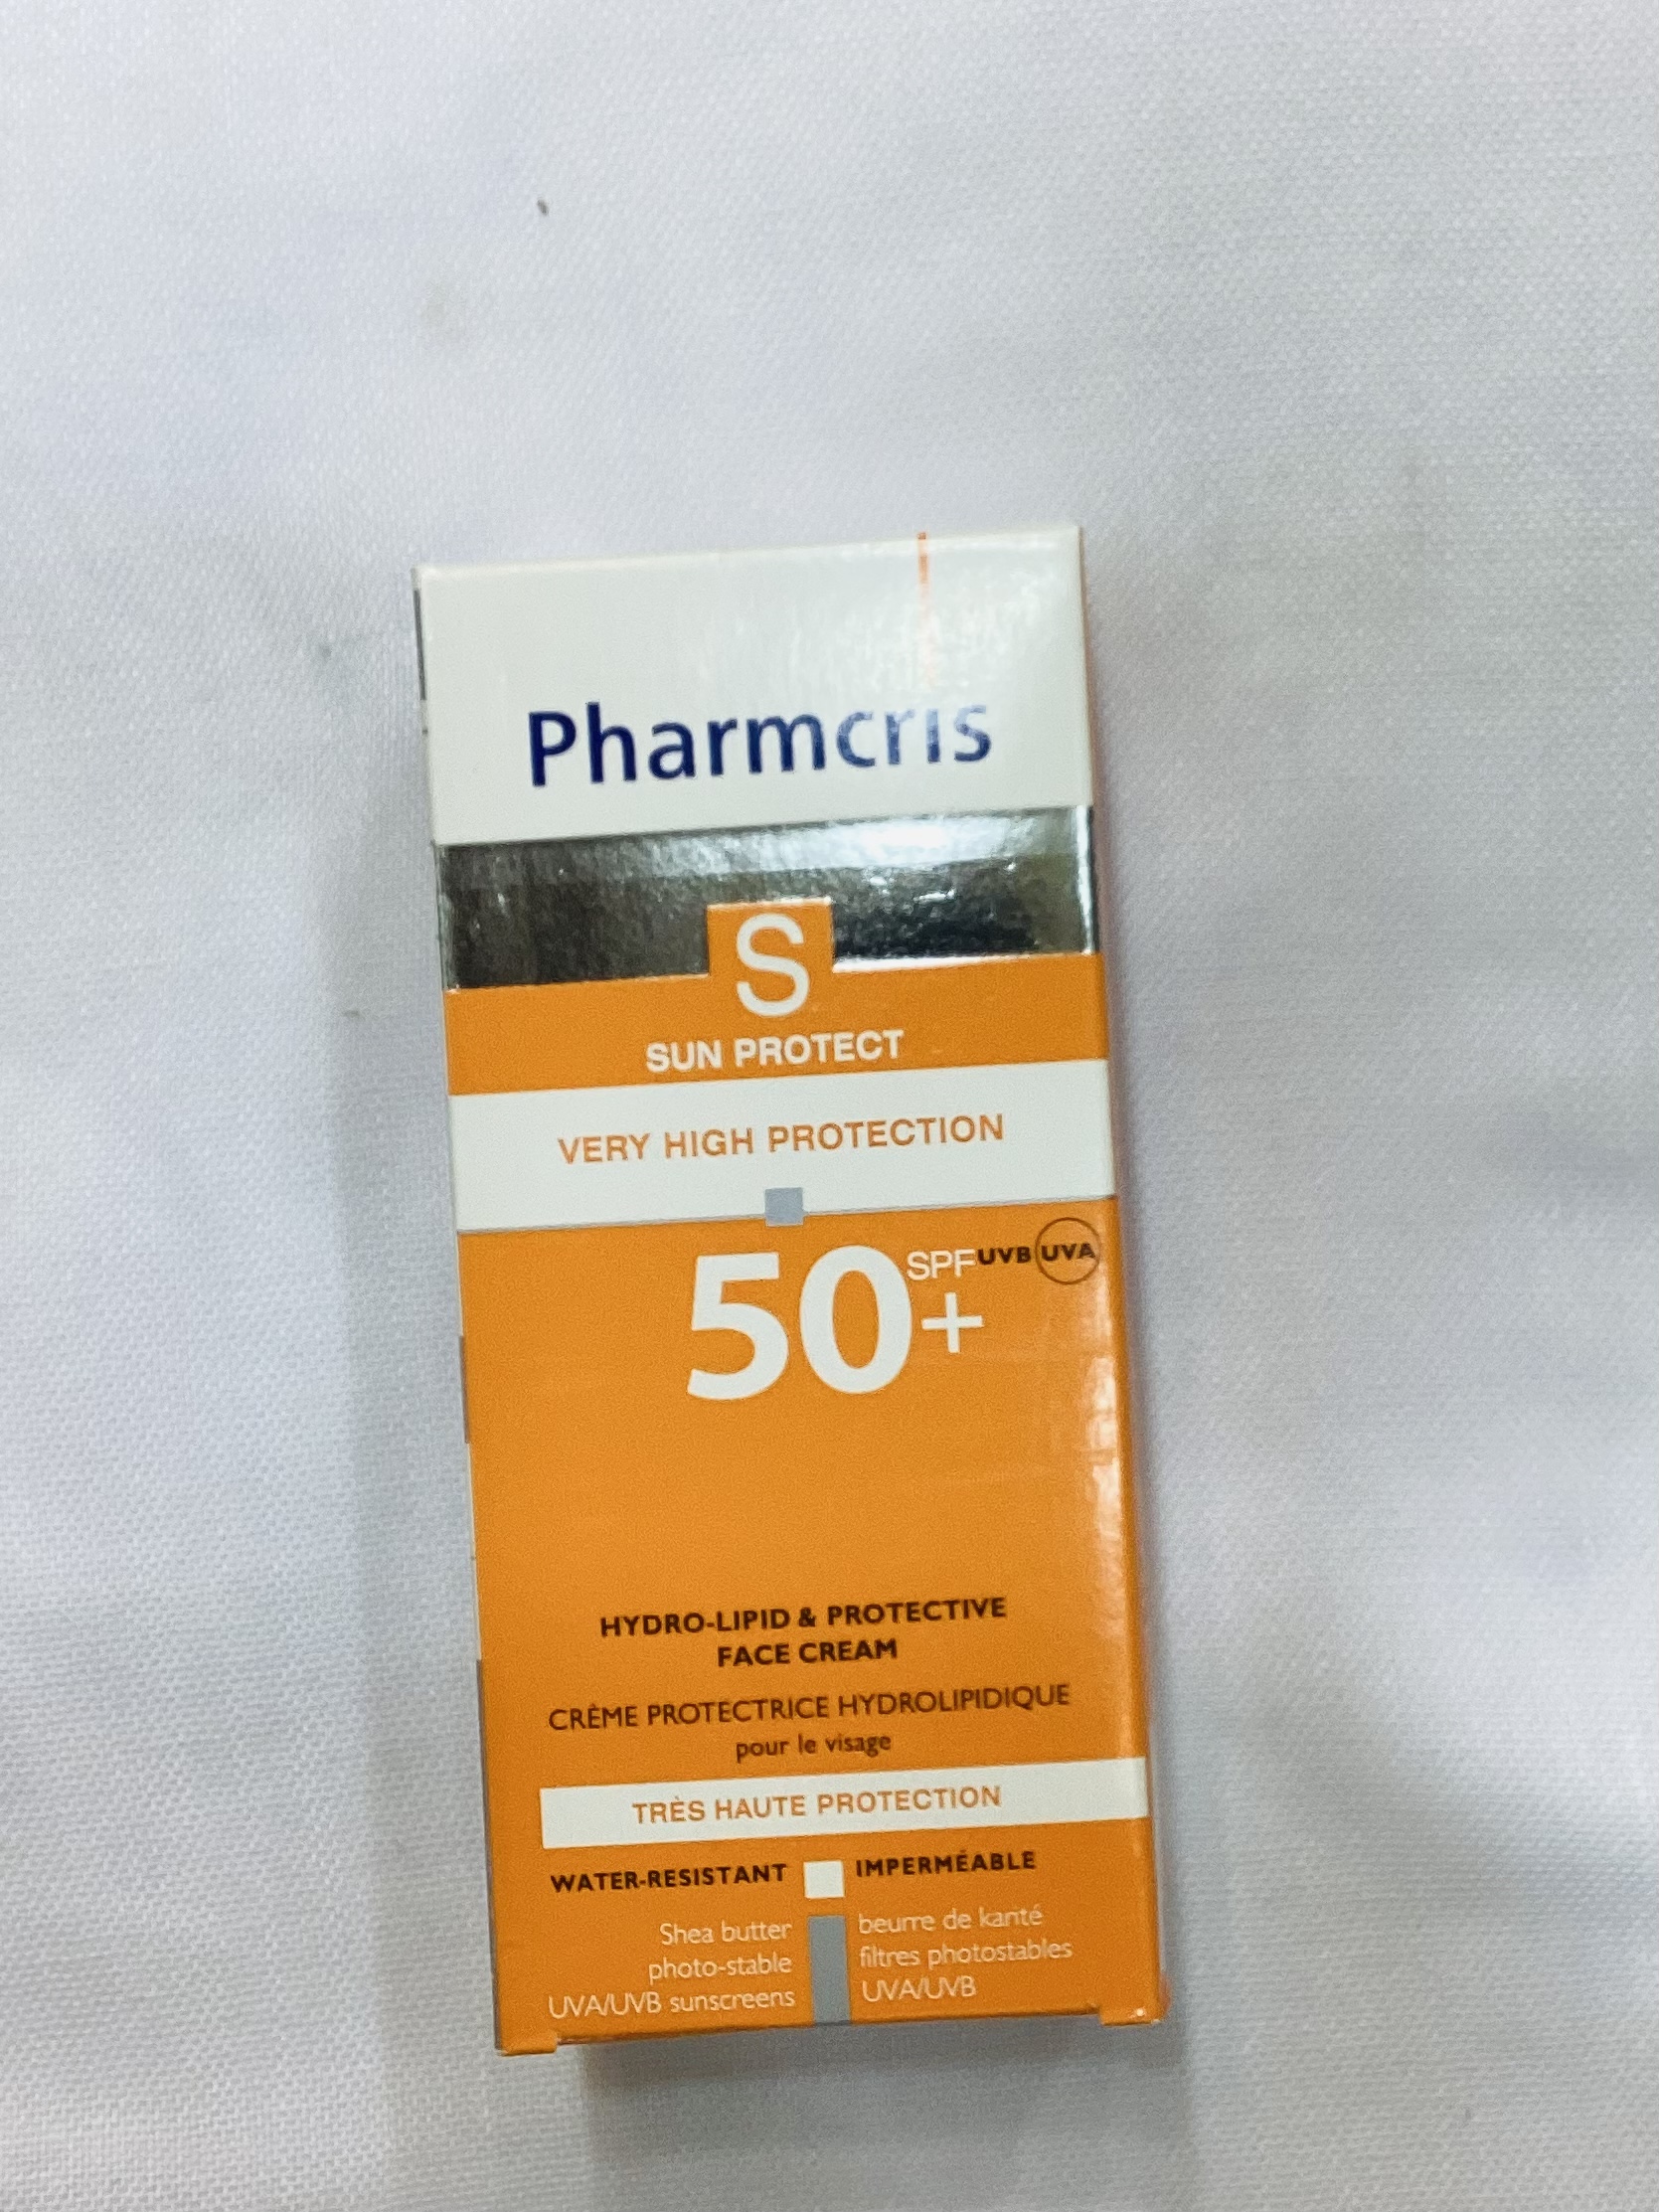 Pharmcris
S
SUN PROTECT
VERY HIGH PROTECTION
50+ SPF UVB UVA
HYDRO-LIPID & PROTECTIVE
FACE CREAM
CRÈME PROTECTRICE HYDROLIPIDIQUE
pour le visage
TRÈS HAUTE PROTECTION
WATER-RESISTANT IMPERMÉABLE
Shea butter beurre de kanté
photo-stable filtres photostables
UVA/UVB sunscreens UVA/UVB